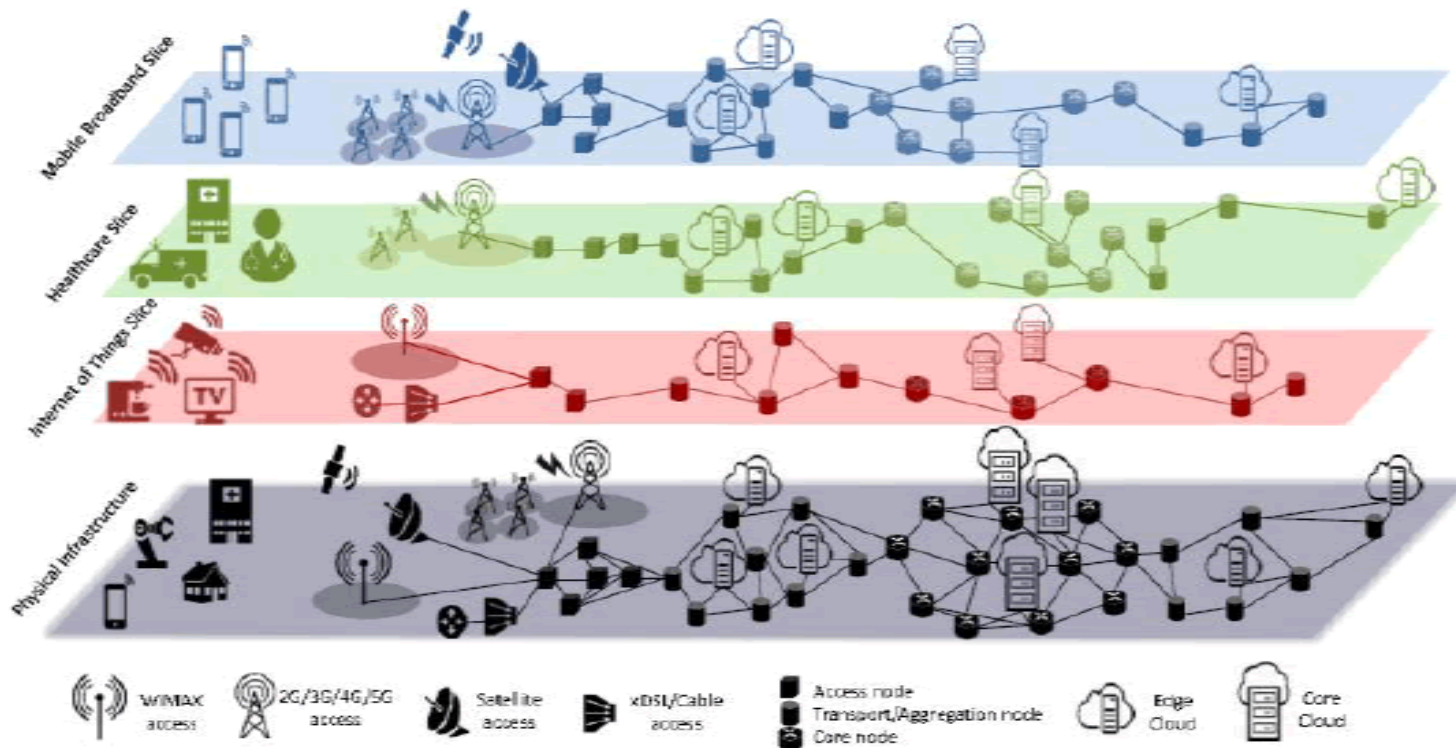 Mobile Broadband Slice
Healthcare Slice
Internet of Things Slice
TV
Physical Infrastructure
WiMAX
access
2G/3G/4G/5G
access
Satellite
access
xDSL/Cable
access
Access node
Transport/Aggregation node
Core node
Edge
Cloud
Core
Cloud